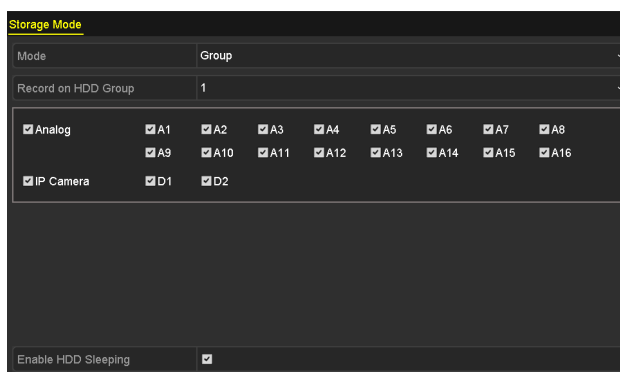 Storage Mode
Mode Group
Record on HDD Group 1
Analog A1 A2 A3 A4 A5 A6 A7 A8
A9 A10 A11 A12 A13 A14 A15 A16
IP Camera D1 D2
Enable HDD Sleeping